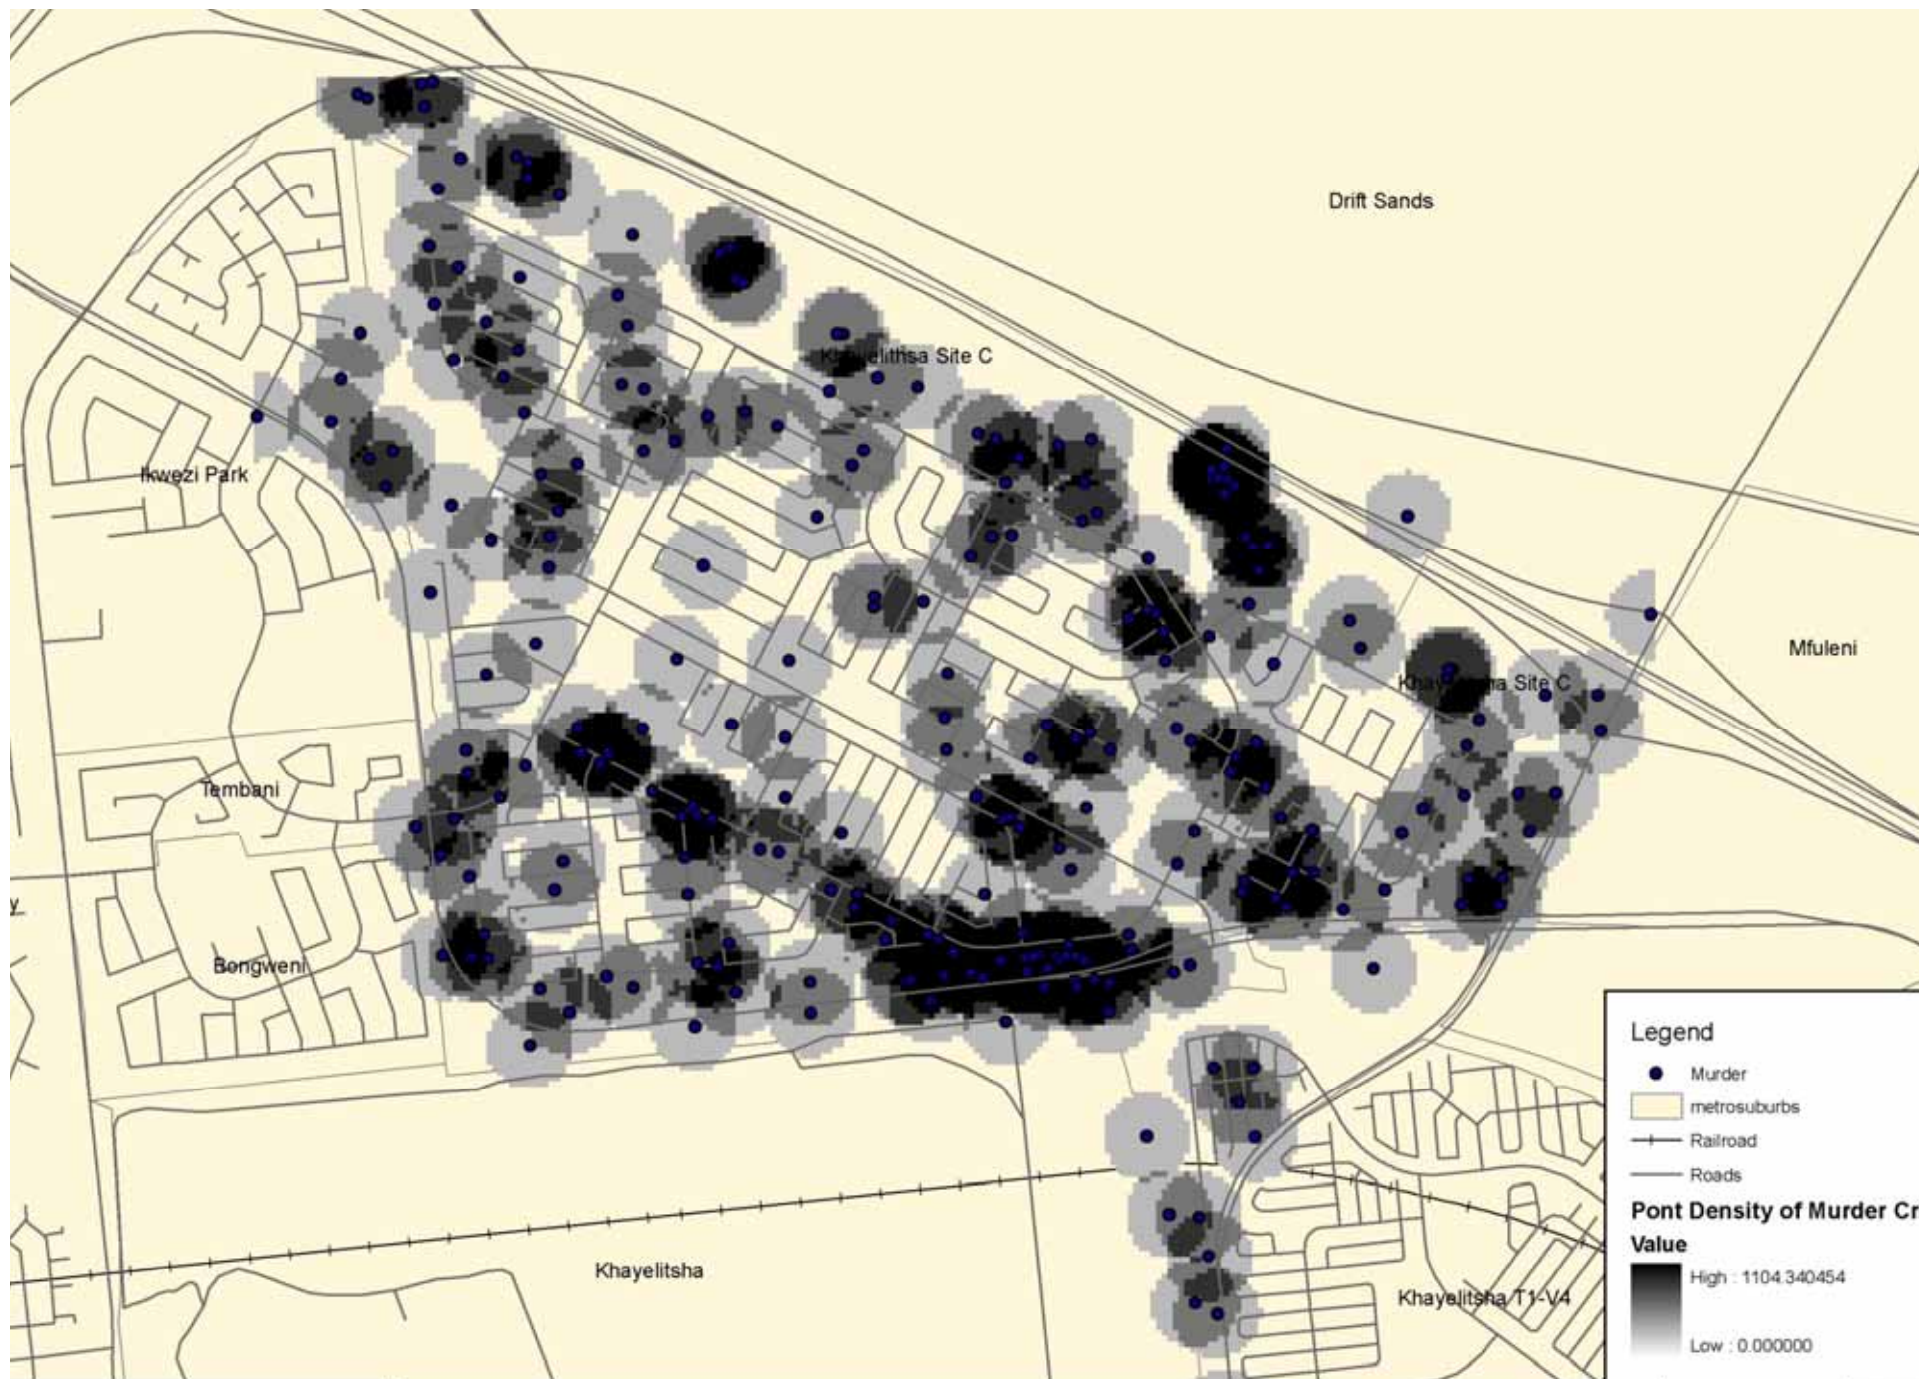 Drift Sands
Khayelithsa Site C
Ikwezi Park
Mfuleni
Site C
Tembani
y
Bongweni
Khayelitsha
Khayelitsha T1-V4
Legend
Murder
metrosuburbs
Railroad
Roads
Pont Density of Murder Cr
Value
High : 1104.340454
Low : 0.000000